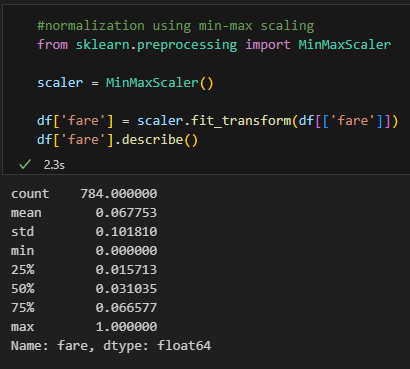 #normalization using min-max scaling
from sklearn.preprocessing import MinMaxScaler
scaler = MinMaxScaler()
df['fare'] = scaler.fit_transform(df[['fare']])
df['fare'].describe()
2.3s
count    784.000000
mean       0.067753
std        0.101810
min        0.000000
25%        0.015713
50%        0.031035
75%        0.066577
max        1.000000
Name: fare, dtype: float64